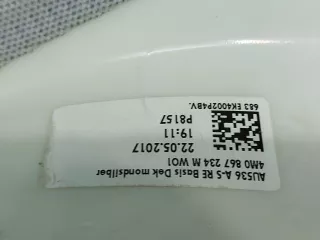 AU536 A-S RE Basis Dek mondsilber
4M0 867 234 M WO1
22.05.2017
19:11
P8157
683 EK4002P4BV.